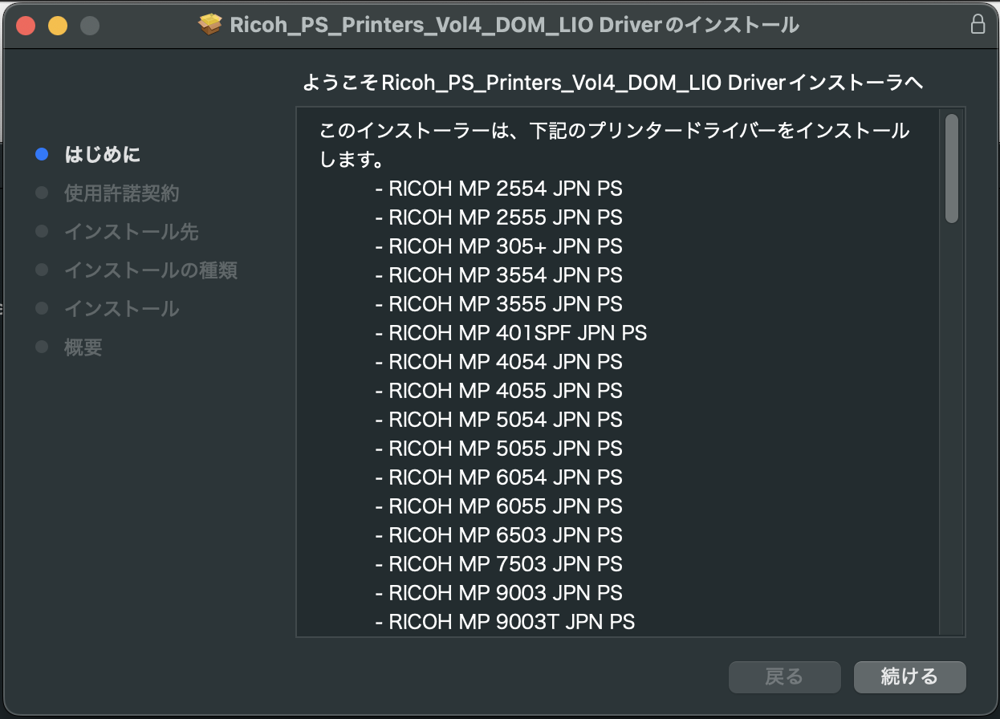 Ricoh_PS_Printers_Vol4_DOM_LIO Driverのインストール
ようこそRicoh_PS_Printers_Vol4_DOM_LIO Driverインストーラへ
はじめに
使用許諾契約
インストール先
インストールの種類
インストール
概要
このインストーラーは、下記のプリンタードライバーをインストール
します。
- RICOH MP 2554 JPN PS
- RICOH MP 2555 JPN PS
- RICOH MP 305+ JPN PS
- RICOH MP 3554 JPN PS
- RICOH MP 3555 JPN PS
- RICOH MP 401SPF JPN PS
- RICOH MP 4054 JPN PS
- RICOH MP 4055 JPN PS
- RICOH MP 5054 JPN PS
- RICOH MP 5055 JPN PS
- RICOH MP 6054 JPN PS
- RICOH MP 6055 JPN PS
- RICOH MP 6503 JPN PS
- RICOH MP 7503 JPN PS
- RICOH MP 9003 JPN PS
- RICOH MP 9003T JPN PS
戻る
続ける